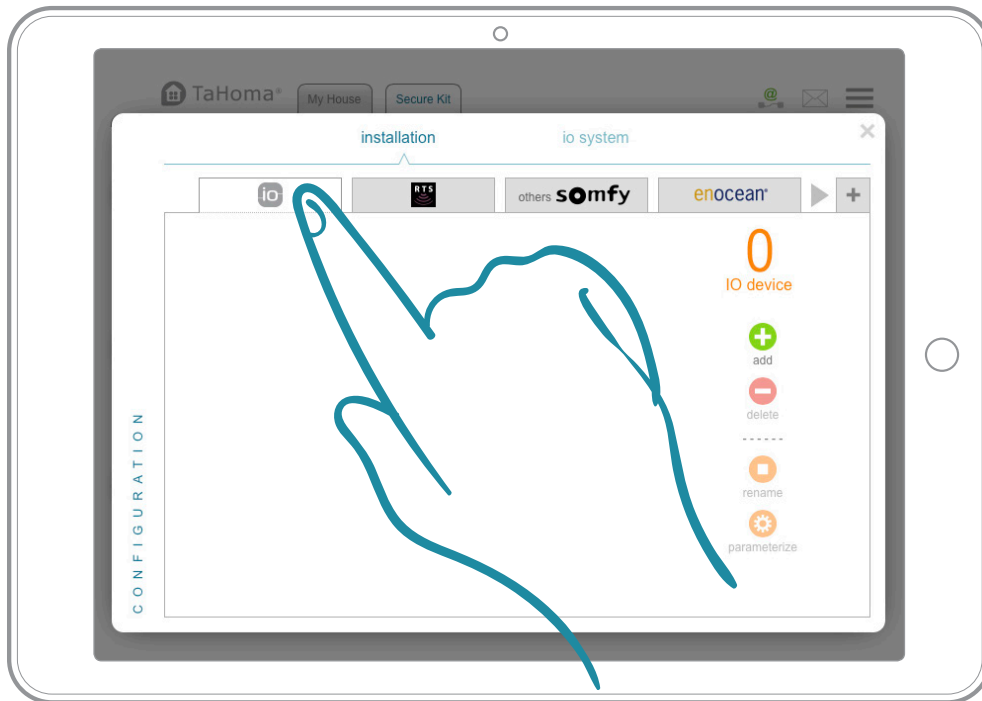 TaHoma®
My House
Secure Kit
@
installation
io system
×
io
RTS
others somfy
enocean®
+
0
IO device
add
delete
rename
parameterize
CONFIGURATION